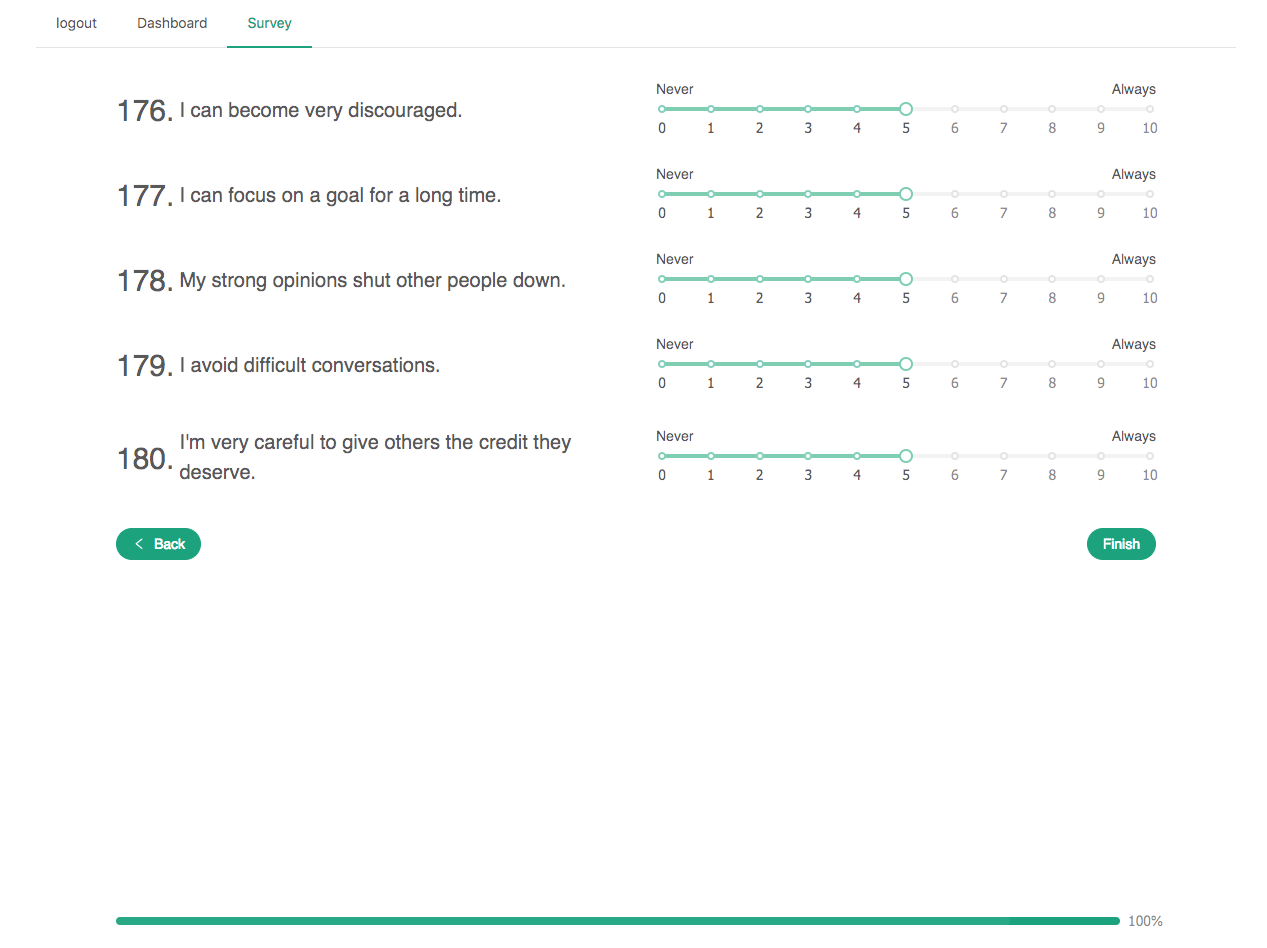 logout Dashboard Survey
176. I can become very discouraged.
Never Always
0 1 2 3 4 5 6 7 8 9 10
177. I can focus on a goal for a long time.
Never Always
0 1 2 3 4 5 6 7 8 9 10
178. My strong opinions shut other people down.
Never Always
0 1 2 3 4 5 6 7 8 9 10
179. I avoid difficult conversations.
Never Always
0 1 2 3 4 5 6 7 8 9 10
180. I'm very careful to give others the credit they
deserve.
Never Always
0 1 2 3 4 5 6 7 8 9 10
Back Finish
100%